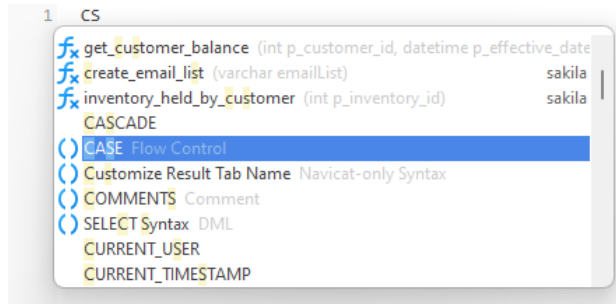 1 CS
get_customer_balance (int p_customer_id, datetime p_effective_date
create_email_list (varchar emailList) sakila
inventory_held_by_customer (int p_inventory_id) sakila
CASCADE
CASE Flow Control
Customize Result Tab Name Navicat-only Syntax
COMMENTS Comment
SELECT Syntax DML
CURRENT_USER
CURRENT_TIMESTAMP